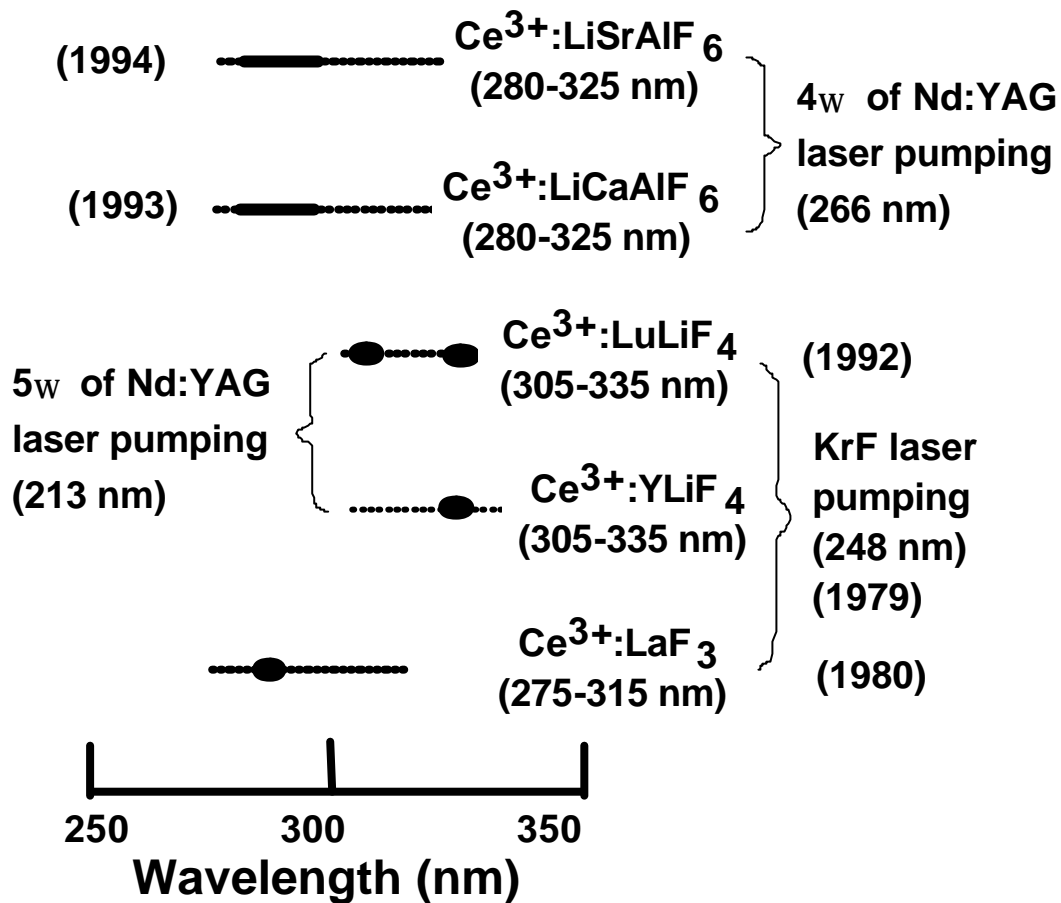 (1994)
Ce3+:LiSrAlF6
(280-325 nm)
4w of Nd:YAG
laser pumping
(266 nm)
(1993)
Ce3+:LiCaAlF6
(280-325 nm)
5w of Nd:YAG
laser pumping
(213 nm)
Ce3+:LuLiF4
(305-335 nm)
(1992)
Ce3+:YLiF4
(305-335 nm)
KrF laser
pumping
(248 nm)
(1979)
Ce3+:LaF3
(275-315 nm)
(1980)
250 300 350
Wavelength (nm)